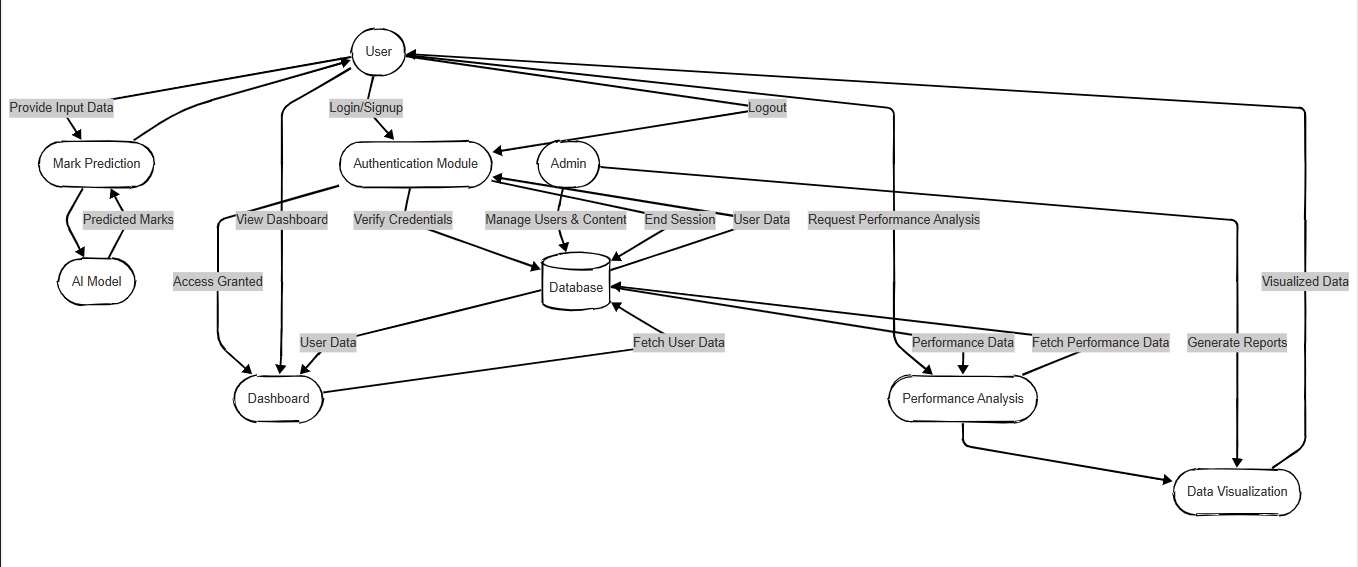 User
Provide Input Data
Login/Signup
Logout
Mark Prediction
Authentication Module
Admin
Predicted Marks
View Dashboard
Verify Credentials
Manage Users & Content
End Session
User Data
Request Performance Analysis
AI Model
Access Granted
Database
Visualized Data
User Data
Fetch User Data
Performance Data
Fetch Performance Data
Generate Reports
Dashboard
Performance Analysis
Data Visualization